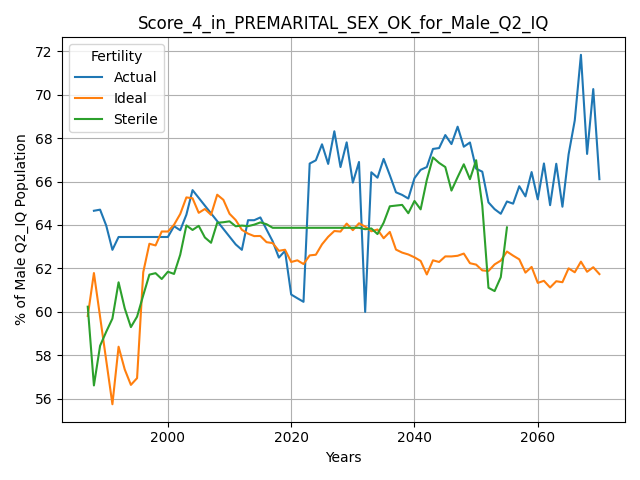 Score_4_in_PREMARITAL_SEX_OK_for_Male_Q2_IQ
Fertility
Actual
Ideal
Sterile
% of Male Q2_IQ Population
72
70
68
66
64
62
60
58
56
2000
2020
2040
2060
Years